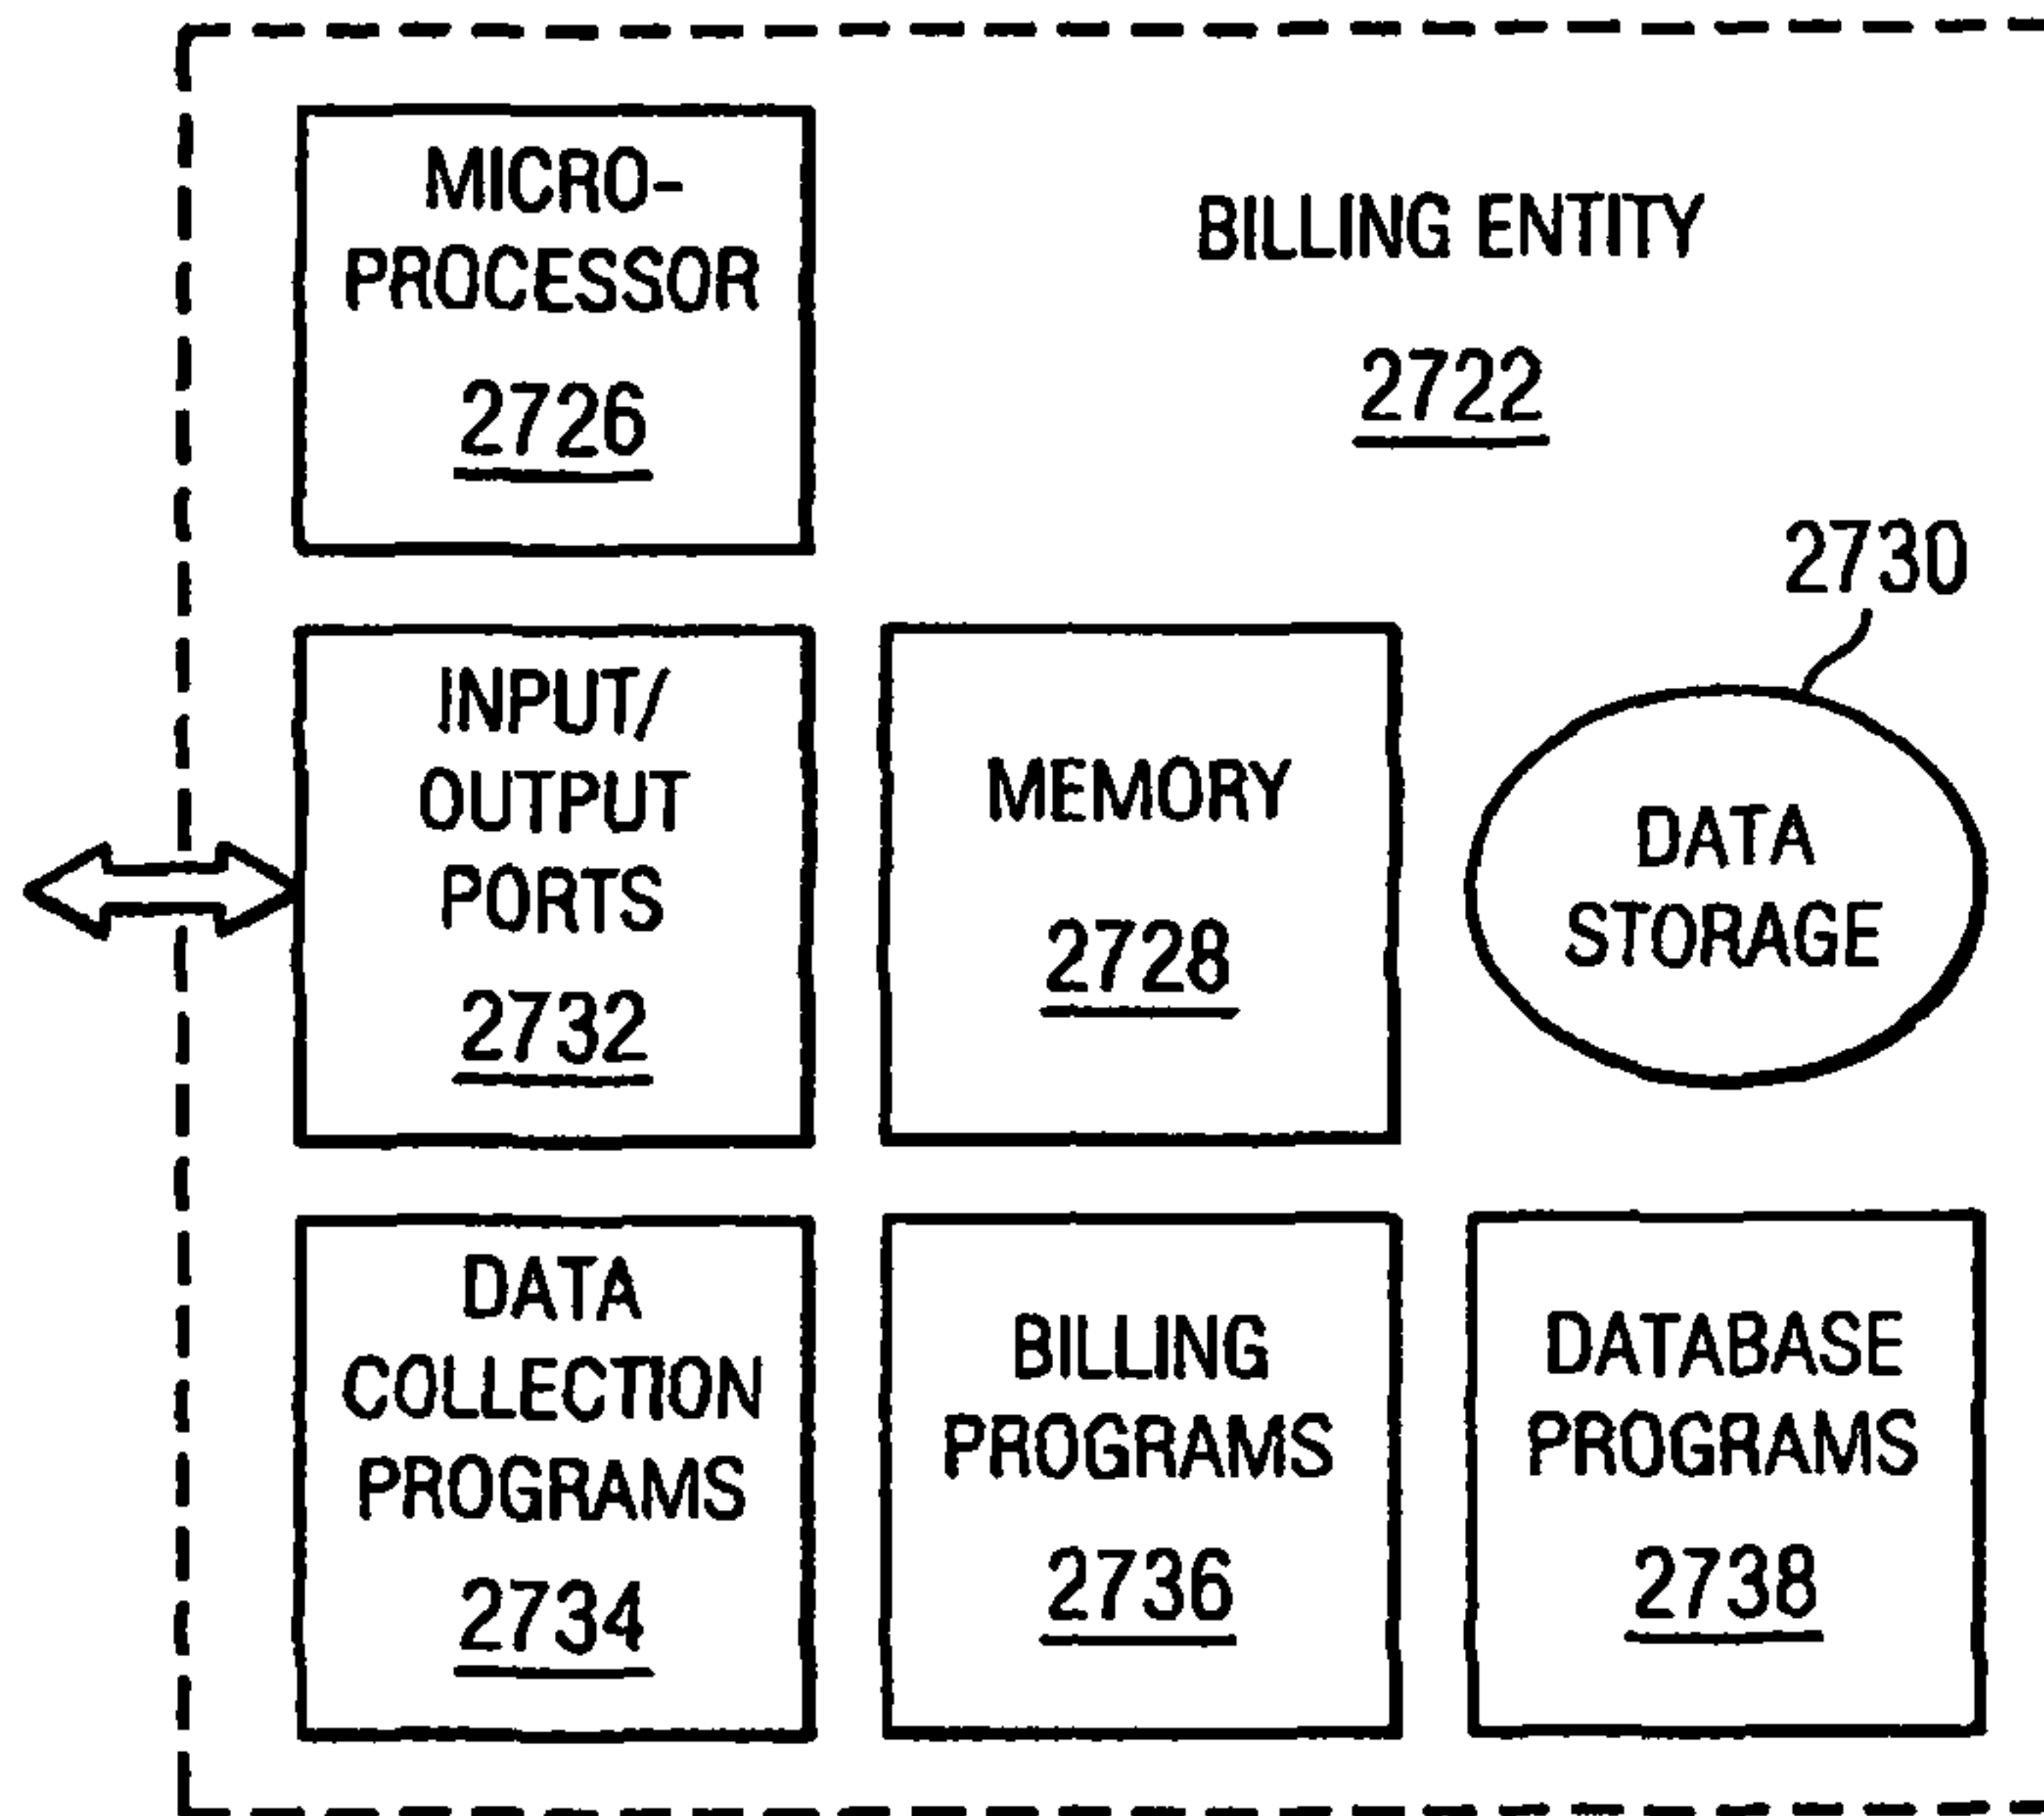 MICRO-
PROCESSOR
2726
BILLING ENTITY
2722
2730
INPUT/
OUTPUT
PORTS
2732
MEMORY
2728
DATA
STORAGE
DATA
COLLECTION
PROGRAMS
2734
BILLING
PROGRAMS
2736
DATABASE
PROGRAMS
2738